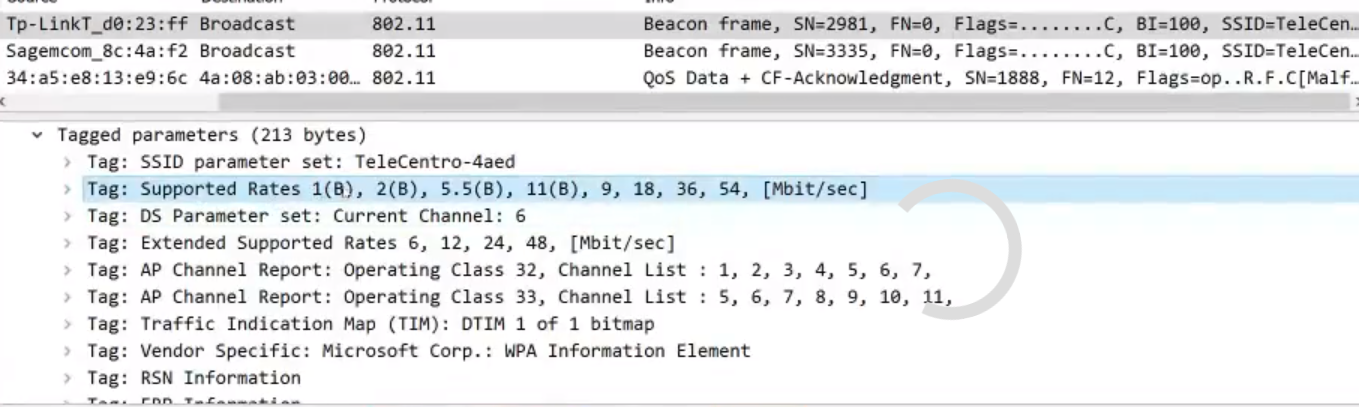 Tp-LinkT_d0:23:ff Broadcast 802.11 Beacon frame, SN=2981, FN=0, Flags=........C, BI=100, SSID=TeleCen…
Sagemcom_8c:4a:f2 Broadcast 802.11 Beacon frame, SN=3335, FN=0, Flags=........C, BI=100, SSID=TeleCen…
34:a5:e8:13:e9:6c 4a:08:ab:03:00… 802.11 QoS Data + CF-Acknowledgment, SN=1888, FN=12, Flags=op..R.F.C[Malf…
Tagged parameters (213 bytes)
Tag: SSID parameter set: TeleCentro-4aed
Tag: Supported Rates 1(B), 2(B), 5.5(B), 11(B), 9, 18, 36, 54, [Mbit/sec]
Tag: DS Parameter set: Current Channel: 6
Tag: Extended Supported Rates 6, 12, 24, 48, [Mbit/sec]
Tag: AP Channel Report: Operating Class 32, Channel List : 1, 2, 3, 4, 5, 6, 7,
Tag: AP Channel Report: Operating Class 33, Channel List : 5, 6, 7, 8, 9, 10, 11,
Tag: Traffic Indication Map (TIM): DTIM 1 of 1 bitmap
Tag: Vendor Specific: Microsoft Corp.: WPA Information Element
Tag: RSN Information